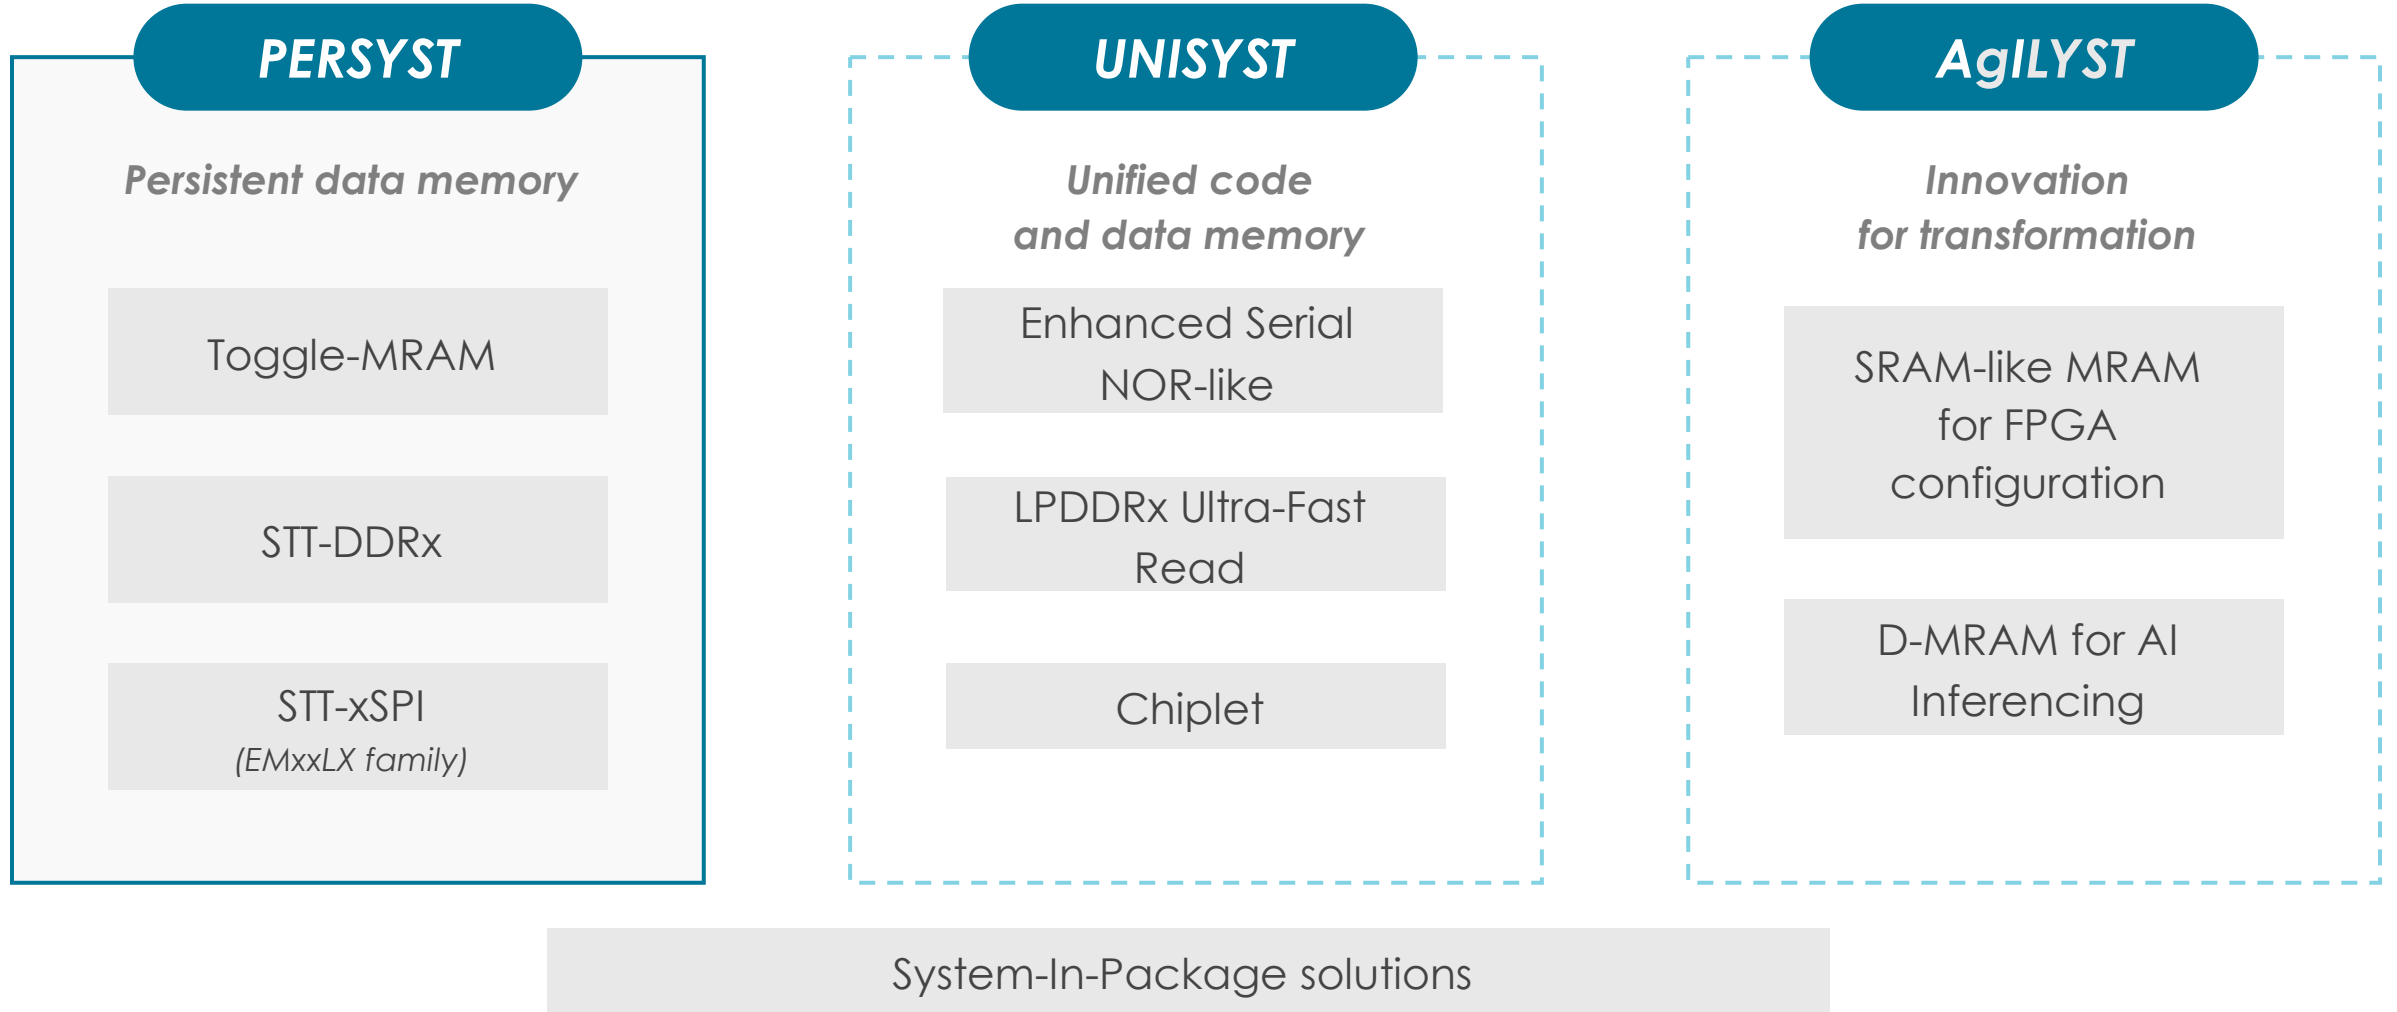 PERSYST
Persistent data memory
Toggle-MRAM
STT-DDRx
STT-xSPI
(EMxxLX family)
UNISYST
Unified code
and data memory
Enhanced Serial
NOR-like
LPDDRx Ultra-Fast
Read
Chiplet
AgILYST
Innovation
for transformation
SRAM-like MRAM
for FPGA
configuration
D-MRAM for AI
Inferencing
System-In-Package solutions